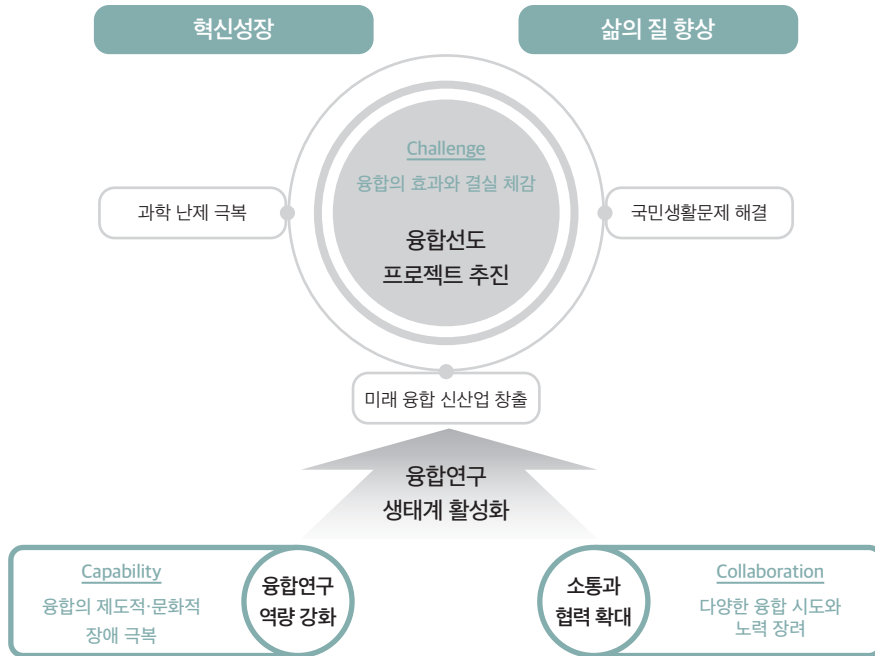 혁신성장
삶의 질 향상
Challenge
융합의 효과와 결실 체감
융합선도
프로젝트 추진
과학 난제 극복
국민생활문제 해결
미래 융합 신산업 창출
융합연구
생태계 활성화
Capability
융합의 제도적·문화적
장애 극복
융합연구
역량 강화
소통과
협력 확대
Collaboration
다양한 융합 시도와
노력 장려